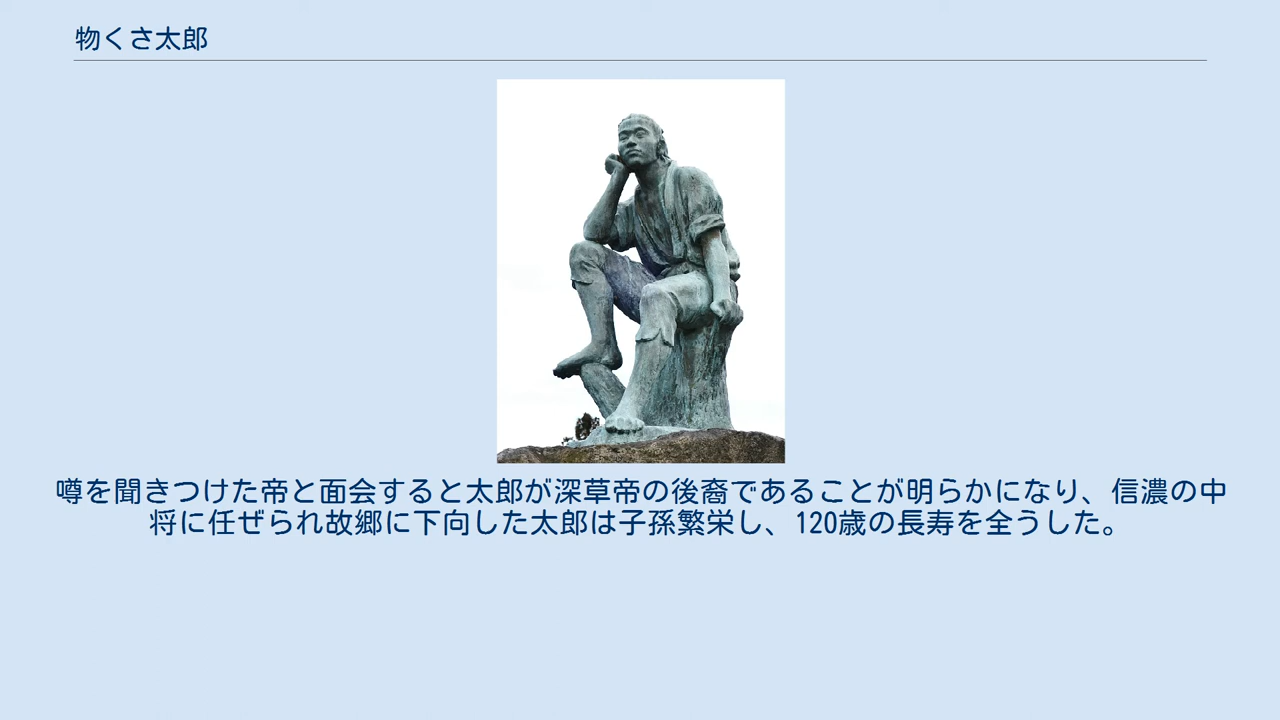 物くさ太郎
噂を聞きつけた帝と面会すると太郎が深草帝の後裔であることが明らかになり、信濃の中
将に任ぜられ故郷に下向した太郎は子孫繁栄し、120歳の長寿を全うした。